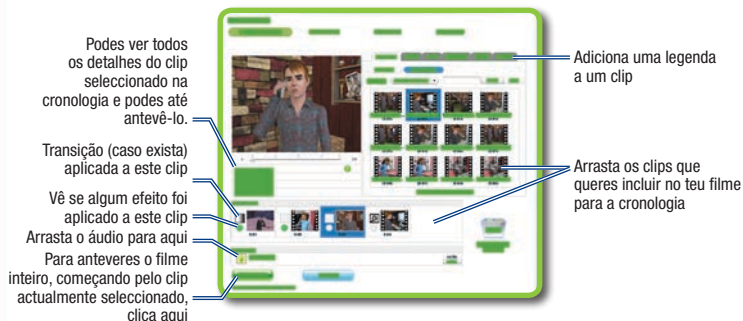 Podes ver todos
os detalhes do clip
seleccionado na
cronologia e podes até
antevê-lo.
Transição (caso exista)
aplicada a este clip
Vê se algum efeito foi
aplicado a este clip
Arrasta o áudio para aqui
Para anteveres o filme
inteiro, começando pelo clip
actualmente seleccionado,
clica aqui
Adiciona uma legenda
a um clip
Arrasta os clips que
queres incluir no teu filme
para a cronologia